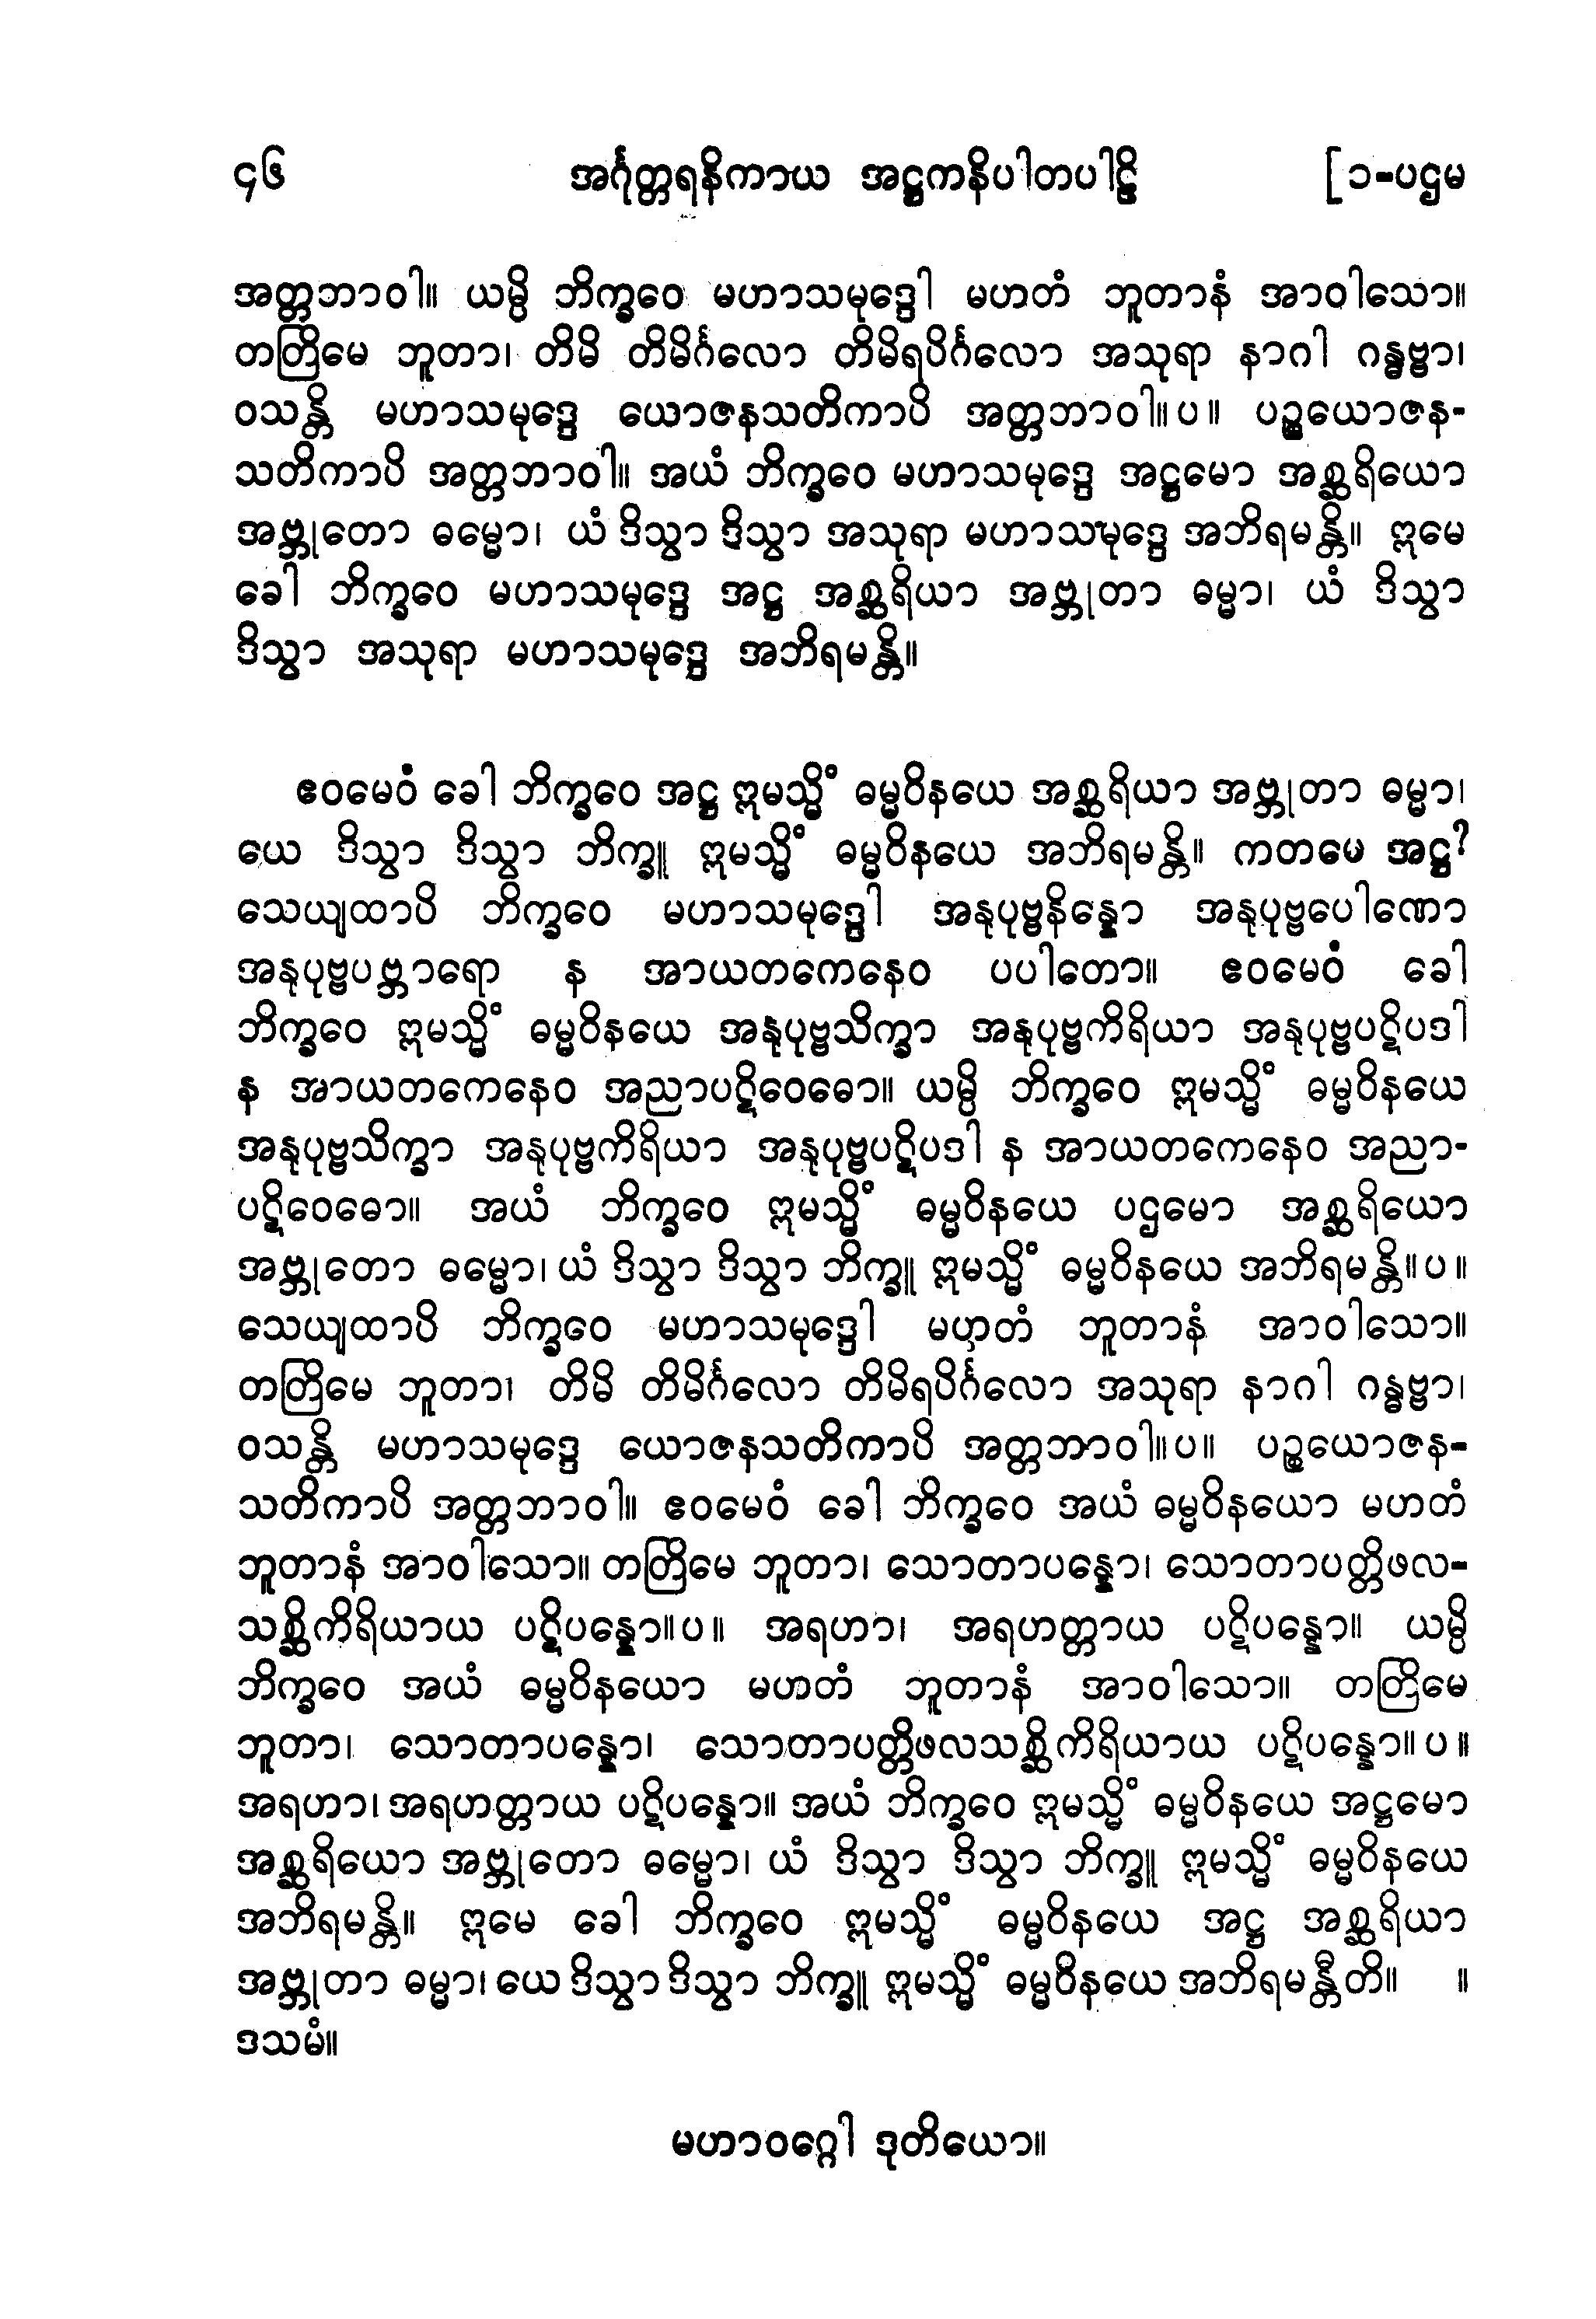 ၄၆ အင်္ဂုတ္တရနိကာယ အဋ္ဌကနိပါတပါဠိ [၁-ပဌမ
အတ္တဘာဝါ။ ယမ္ပိ ဘိက္ခဝေ မဟာသမုဒ္ဒေါ မဟတံ ဘူတာနံ အာဝါသော။
တတြိမေ ဘူတာ၊ တိမိ တိမိင်္ဂလော တိမိရပိင်္ဂလော အသုရာ နာဂါ ဂန္ဓဗ္ဗာ၊
ဝသန္တိ မဟာသမုဒ္ဒေ ယောဇနသတိကာပိ အတ္တဘာဝါ။ပ။ ပဉ္စယောဇန-
သတိကာပိ အတ္တဘာဝါ။ အယံ ဘိက္ခဝေ မဟာသမုဒ္ဒေ အဋ္ဌမော အစ္ဆရိယော
အဗ္ဘုတော ဓမ္မော၊ ယံ ဒိသွာ ဒိသွာ အသုရာ မဟာသမုဒ္ဒေ အဘိရမန္တိ။ ဣမေ
ခေါ ဘိက္ခဝေ မဟာသမုဒ္ဒေ အဋ္ဌ အစ္ဆရိယာ အဗ္ဘုတာ ဓမ္မာ၊ ယံ ဒိသွာ
ဒိသွာ အသုရာ မဟာသမုဒ္ဒေ အဘိရမန္တိ။
ဧဝမေဝံ ခေါ ဘိက္ခဝေ အဋ္ဌ ဣမသ္မိံ ဓမ္မဝိနယေ အစ္ဆရိယာ အဗ္ဘုတာ ဓမ္မာ၊
ယေ ဒိသွာ ဒိသွာ ဘိက္ခူ ဣမသ္မိံ ဓမ္မဝိနယေ အဘိရမန္တိ။ ကတမေ အဋ္ဌ?
သေယျထာပိ ဘိက္ခဝေ မဟာသမုဒ္ဒေါ အနုပုဗ္ဗနိန္နော အနုပုဗ္ဗပေါဏော
အနုပုဗ္ဗပဗ္ဘာရော န အာယတကေနေဝ ပပါတော။ ဧဝမေဝံ ခေါ
ဘိက္ခဝေ ဣမသ္မိံ ဓမ္မဝိနယေ အနုပုဗ္ဗသိက္ခာ အနုပုဗ္ဗကိရိယာ အနုပုဗ္ဗပဋိပဒါ
န အာယတကေနေဝ အညာပဋိဝေဓော။ ယမ္ပိ ဘိက္ခဝေ ဣမသ္မိံ ဓမ္မဝိနယေ
အနုပုဗ္ဗသိက္ခာ အနုပုဗ္ဗကိရိယာ အနုပုဗ္ဗပဋိပဒါ န အာယတကေနေဝ အညာ-
ပဋိဝေဓော။ အယံ ဘိက္ခဝေ ဣမသ္မိံ ဓမ္မဝိနယေ ပဌမော အစ္ဆရိယော
အဗ္ဘုတော ဓမ္မော၊ ယံ ဒိသွာ ဒိသွာ ဘိက္ခူ ဣမသ္မိံ ဓမ္မဝိနယေ အဘိရမန္တိ။ပ။
သေယျထာပိ ဘိက္ခဝေ မဟာသမုဒ္ဒေါ မဟာတံ ဘူတာနံ အာဝါသော။
တတြိမေ ဘူတာ၊ တိမိ တိမိင်္ဂလော တိမိရပိင်္ဂလော အသုရာ နာဂါ ဂန္ဓဗ္ဗာ၊
ဝသန္တိ မဟာသမုဒ္ဒေ ယောဇနသတိကာပိ အတ္တဘာဝါ။ပ။ ပဉ္စယောဇန-
သတိကာပိ အတ္တဘာဝါ။ ဧဝမေဝံ ခေါ ဘိက္ခဝေ အယံ ဓမ္မဝိနယော မဟတံ
ဘူတာနံ အာဝါသော။ တတြိမေ ဘူတာ၊ သောတာပန္နော၊ သောတာပတ္တိဖလ-
သစ္ဆိကိရိယာယ ပဋိပန္နော။ပ။ အရဟာ၊ အရဟတ္တာယ ပဋိပန္နော။ ယမ္ပိ
ဘိက္ခဝေ အယံ ဓမ္မဝိနယော မဟတံ ဘူတာနံ အာဝါသော။ တတြိမေ
ဘူတာ၊ သောတာပန္နော၊ သောတာပတ္တိဖလသစ္ဆိကိရိယာယ ပဋိပန္နော။ပ။
အရဟာ၊ အရဟတ္တာယ ပဋိပန္နော။ အယံ ဘိက္ခဝေ ဣမသ္မိံ ဓမ္မဝိနယေ အဋ္ဌမော
အစ္ဆရိယော အဗ္ဘုတော ဓမ္မော၊ ယံ ဒိသွာ ဒိသွာ ဘိက္ခူ ဣမသ္မိံ ဓမ္မဝိနယေ
အဘိရမန္တိ။ ဣမေ ခေါ ဘိက္ခဝေ ဣမသ္မိံ ဓမ္မဝိနယေ အဋ္ဌ အစ္ဆရိယာ
အဗ္ဘုတာ ဓမ္မာ၊ ယေ ဒိသွာ ဒိသွာ ဘိက္ခူ ဣမသ္မိံ ဓမ္မဝိနယေ အဘိရမန္တီတိ။ ။
ဒသမံ။
မဟာဝဂ္ဂေါ ဒုတိယော။